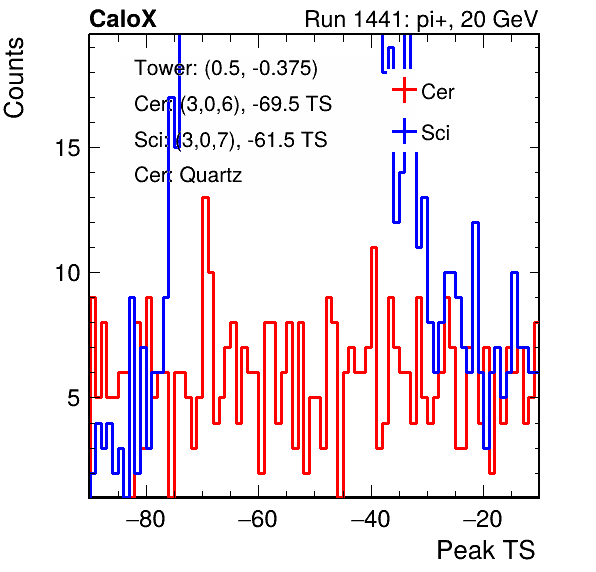 CaloX
Run 1441: pi+, 20 GeV
Counts
Tower: (0.5, -0.375)
Cer: (3,0,6), -69.5 TS
Sci: (3,0,7), -61.5 TS
Cer: Quartz
Cer
Sci
15
10
5
−80
−60
−40
−20
Peak TS